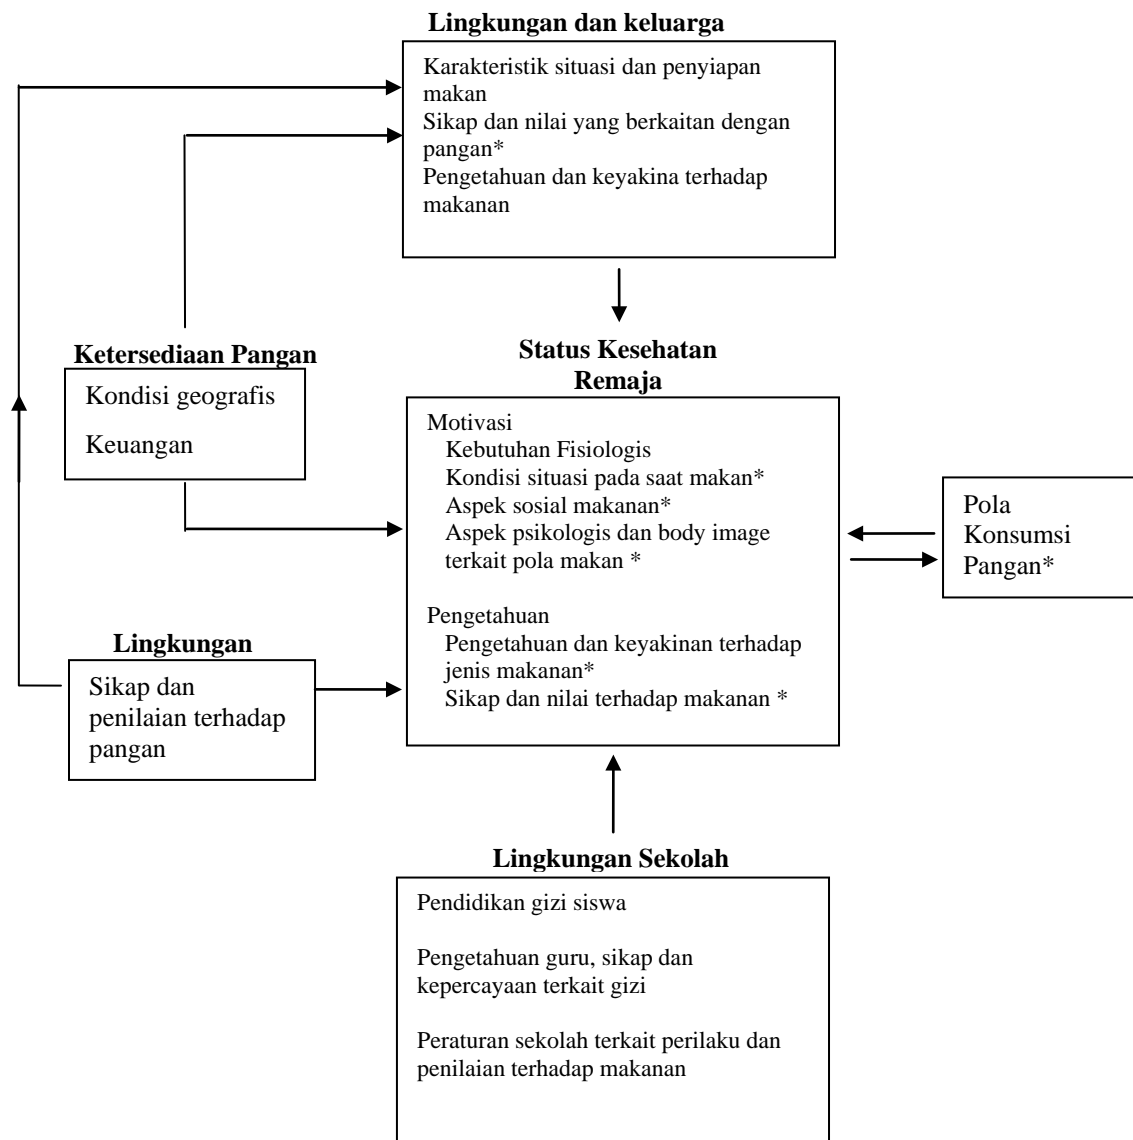 Lingkungan dan keluarga
Karakteristik situasi dan penyiapan
makan
Sikap dan nilai yang berkaitan dengan
pangan*
Pengetahuan dan keyakina terhadap
makanan
Ketersediaan Pangan
Kondisi geografis
Keuangan
Status Kesehatan
Remaja
Motivasi
Kebutuhan Fisiologis
Kondisi situasi pada saat makan*
Aspek sosial makanan*
Aspek psikologis dan body image
terkait pola makan *
Pengetahuan
Pengetahuan dan keyakinan terhadap
jenis makanan*
Sikap dan nilai terhadap makanan *
Pola
Konsumsi
Pangan*
Lingkungan
Sikap dan
penilaian terhadap
pangan
Lingkungan Sekolah
Pendidikan gizi siswa
Pengetahuan guru, sikap dan
kepercayaan terkait gizi
Peraturan sekolah terkait perilaku dan
penilaian terhadap makanan